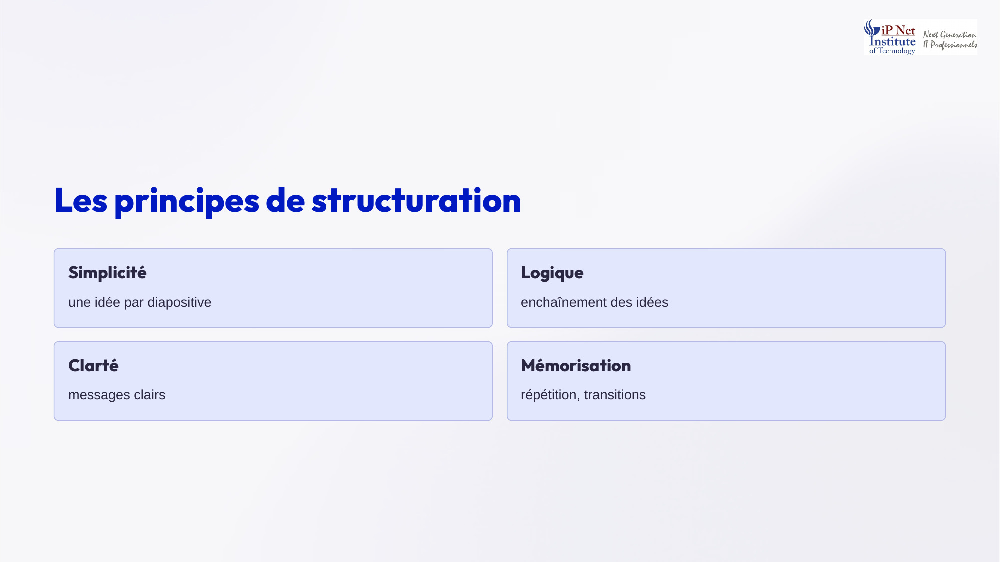 iP Net
Institute
of Technology
Next Generation
IT Professionnels
Les principes de structuration
Simplicité
une idée par diapositive
Logique
enchaînement des idées
Clarté
messages clairs
Mémorisation
répétition, transitions